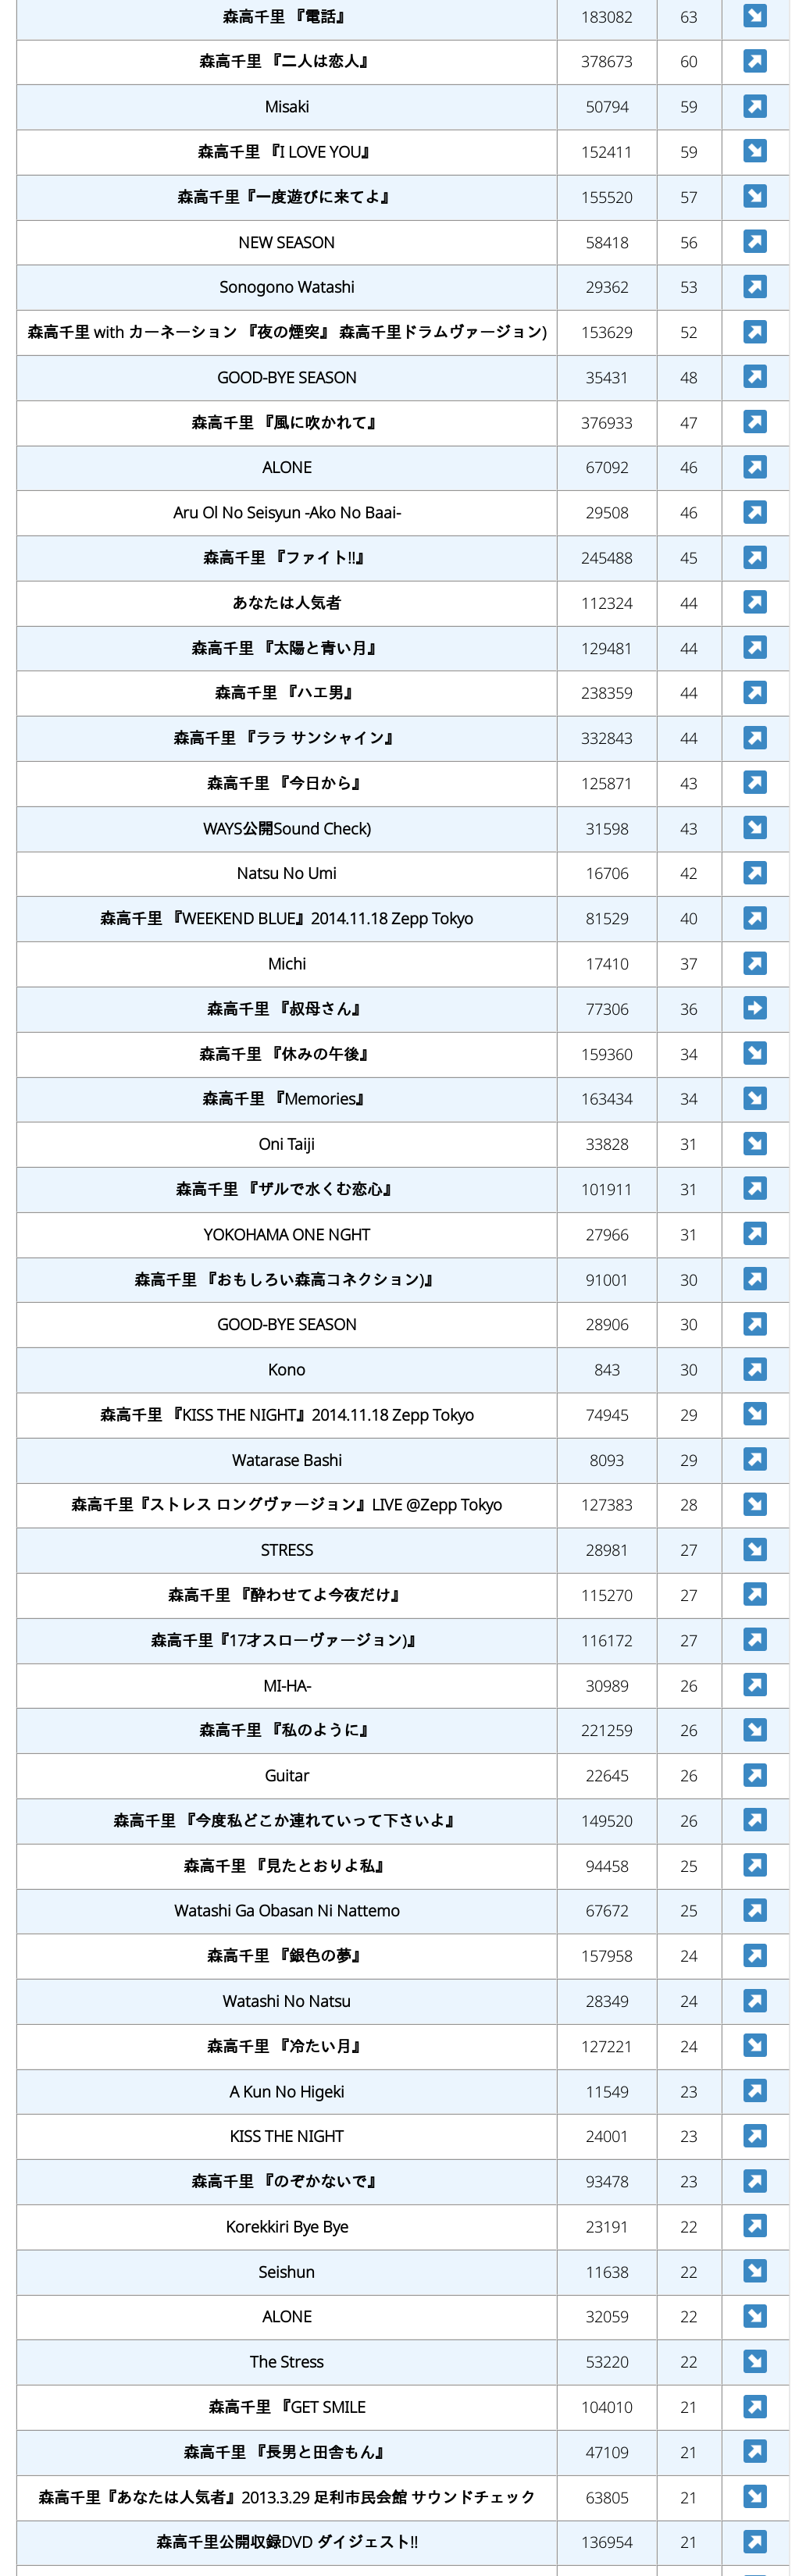 森高千里 『電話』 183082 63
森高千里 『二人は恋人』 378673 60
Misaki 50794 59
森高千里 『I LOVE YOU』 152411 59
森高千里『一度遊びに来てよ』 155520 57
NEW SEASON 58418 56
Sonogono Watashi 29362 53
森高千里 with カーネーション 『夜の煙突』 森高千里ドラムヴァージョン) 153629 52
GOOD-BYE SEASON 35431 48
森高千里 『風に吹かれて』 376933 47
ALONE 67092 46
Aru Ol No Seisyun -Ako No Baai- 29508 46
森高千里 『ファイト!!』 245488 45
あなたは人気者 112324 44
森高千里 『太陽と青い月』 129481 44
森高千里 『ハエ男』 238359 44
森高千里 『ララ サンシャイン』 332843 44
森高千里 『今日から』 125871 43
WAYS公開Sound Check) 31598 43
Natsu No Umi 16706 42
森高千里 『WEEKEND BLUE』2014.11.18 Zepp Tokyo 81529 40
Michi 17410 37
森高千里 『叔母さん』 77306 36
森高千里 『休みの午後』 159360 34
森高千里 『Memories』 163434 34
Oni Taiji 33828 31
森高千里 『ザルで水くむ恋心』 101911 31
YOKOHAMA ONE NGHT 27966 31
森高千里 『おもしろい森高コネクション)』 91001 30
GOOD-BYE SEASON 28906 30
Kono 843 30
森高千里 『KISS THE NIGHT』2014.11.18 Zepp Tokyo 74945 29
Watarase Bashi 8093 29
森高千里『ストレス ロングヴァージョン』LIVE @Zepp Tokyo 127383 28
STRESS 28981 27
森高千里 『酔わせてよ今夜だけ』 115270 27
森高千里『17才スローヴァージョン)』 116172 27
MI-HA- 30989 26
森高千里 『私のように』 221259 26
Guitar 22645 26
森高千里 『今度私どこか連れていって下さいよ』 149520 26
森高千里 『見たとおりよ私』 94458 25
Watashi Ga Obasan Ni Nattemo 67672 25
森高千里 『銀色の夢』 157958 24
Watashi No Natsu 28349 24
森高千里 『冷たい月』 127221 24
A Kun No Higeki 11549 23
KISS THE NIGHT 24001 23
森高千里 『のぞかないで』 93478 23
Korekkiri Bye Bye 23191 22
Seishun 11638 22
ALONE 32059 22
The Stress 53220 22
森高千里 『GET SMILE 104010 21
森高千里 『長男と田舎もん』 47109 21
森高千里『あなたは人気者』2013.3.29 足利市民会館 サウンドチェック 63805 21
森高千里公開収録DVD ダイジェスト!! 136954 21